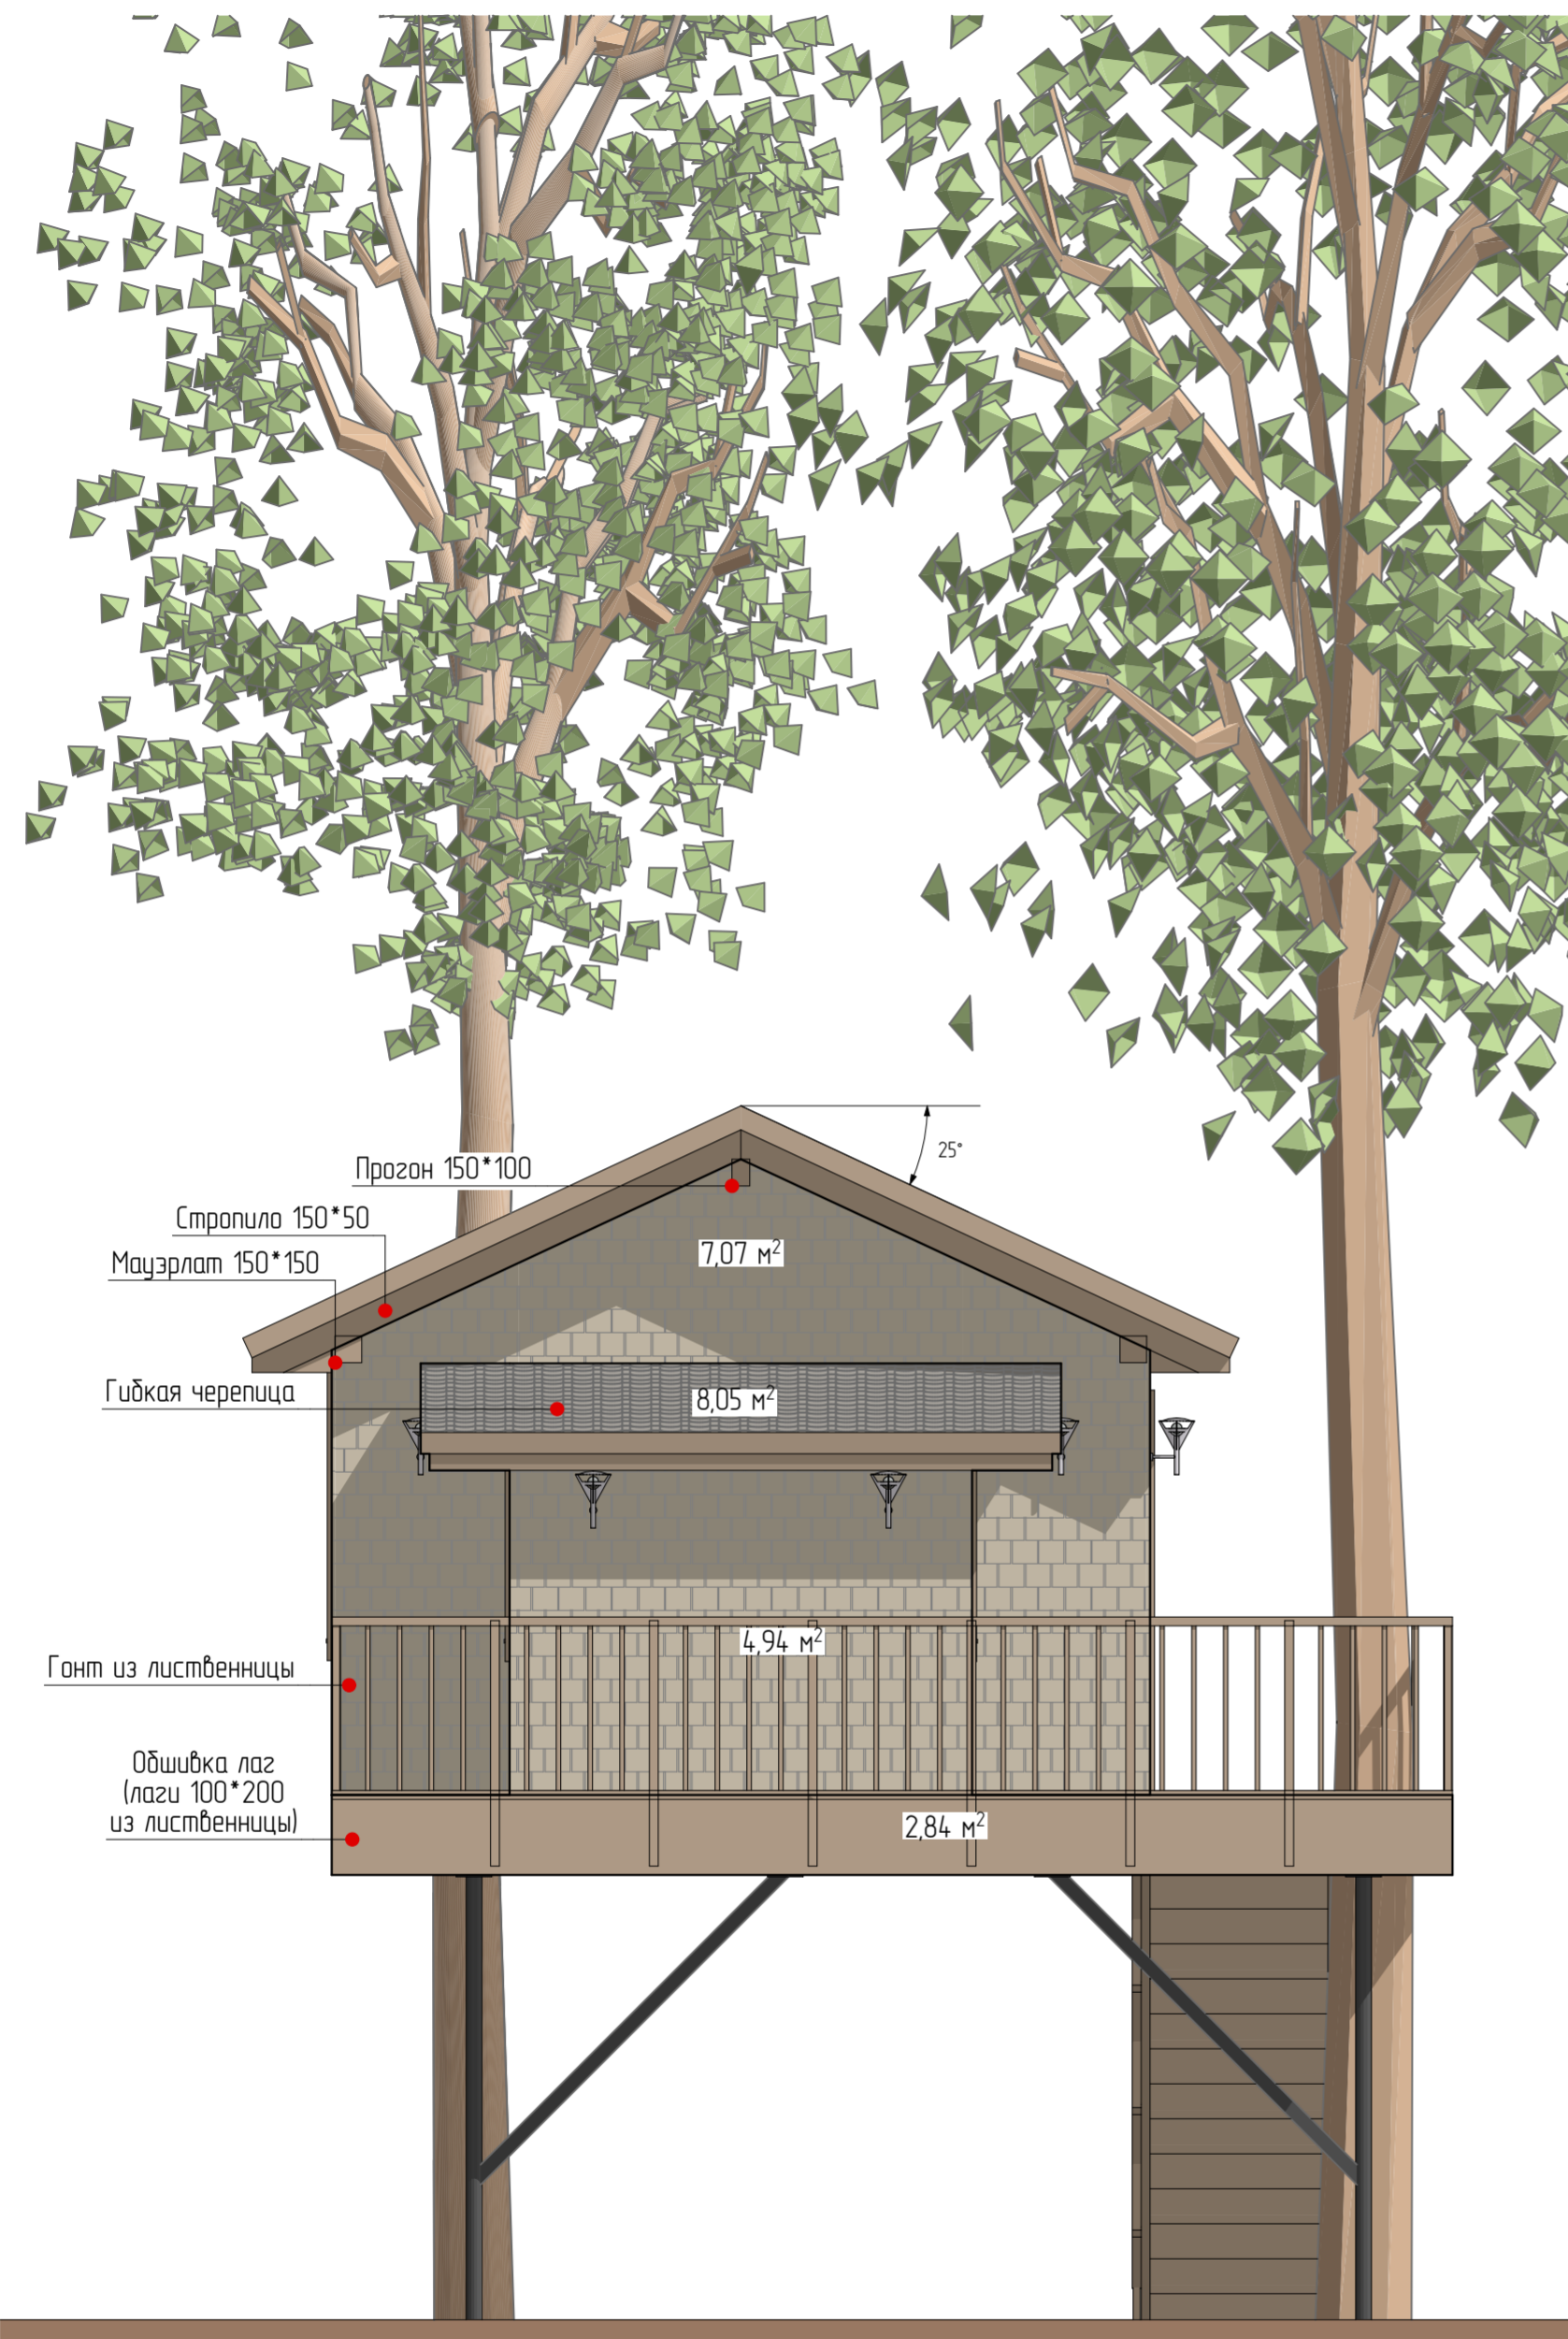 25°
Прогон 150*100
Стропило 150*50
7,07 м²
Мауэрлат 150*150
Гибкая черепица
8,05 м²
4,94 м²
Гонт из лиственницы
Обшивка лаг
(лаги 100*200
из лиственницы)
2,84 м²